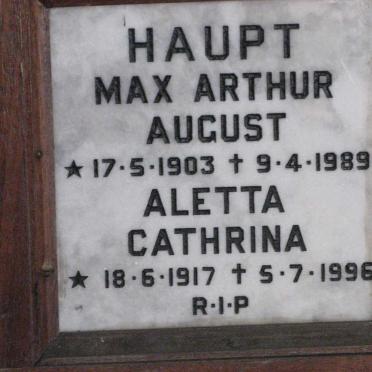 HAUPT
MAX ARTHUR
AUGUST
★ 17·5·1903 † 9·4·1989
ALETTA
CATHRINA
★ 18·6·1917 † 5·7·1996
R·I·P